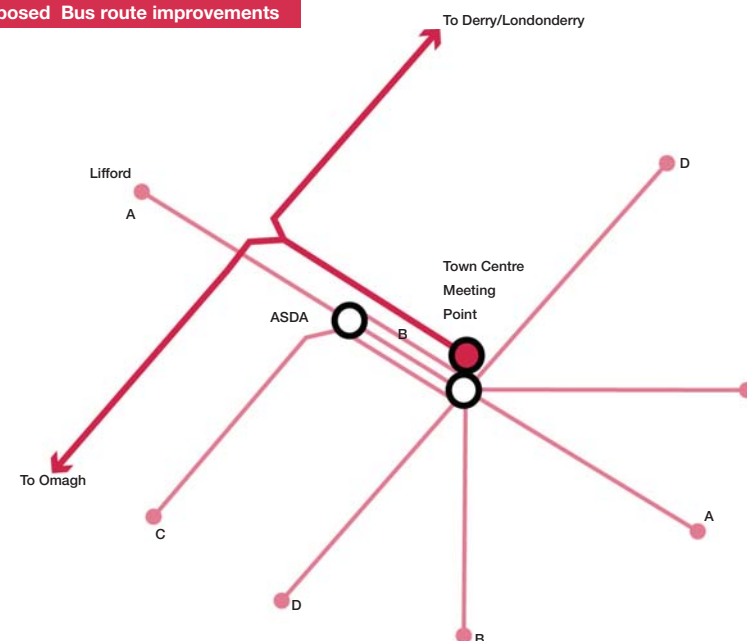 posed Bus route improvements
To Derry/Londonderry
D
Lifford
A
Town Centre
Meeting
Point
ASDA
B
To Omagh
A
C
D
B